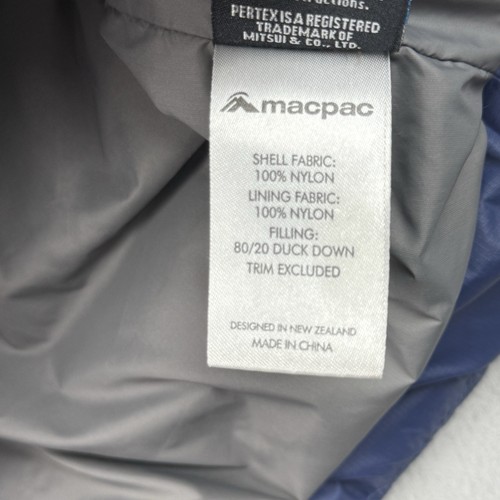 actions.
PERTEX IS A REGISTERED
TRADEMARK OF
MITSUI & CO., LTD.
macpac
SHELL FABRIC:
100% NYLON
LINING FABRIC:
100% NYLON
FILLING:
80/20 DUCK DOWN
TRIM EXCLUDED
DESIGNED IN NEW ZEALAND
MADE IN CHINA